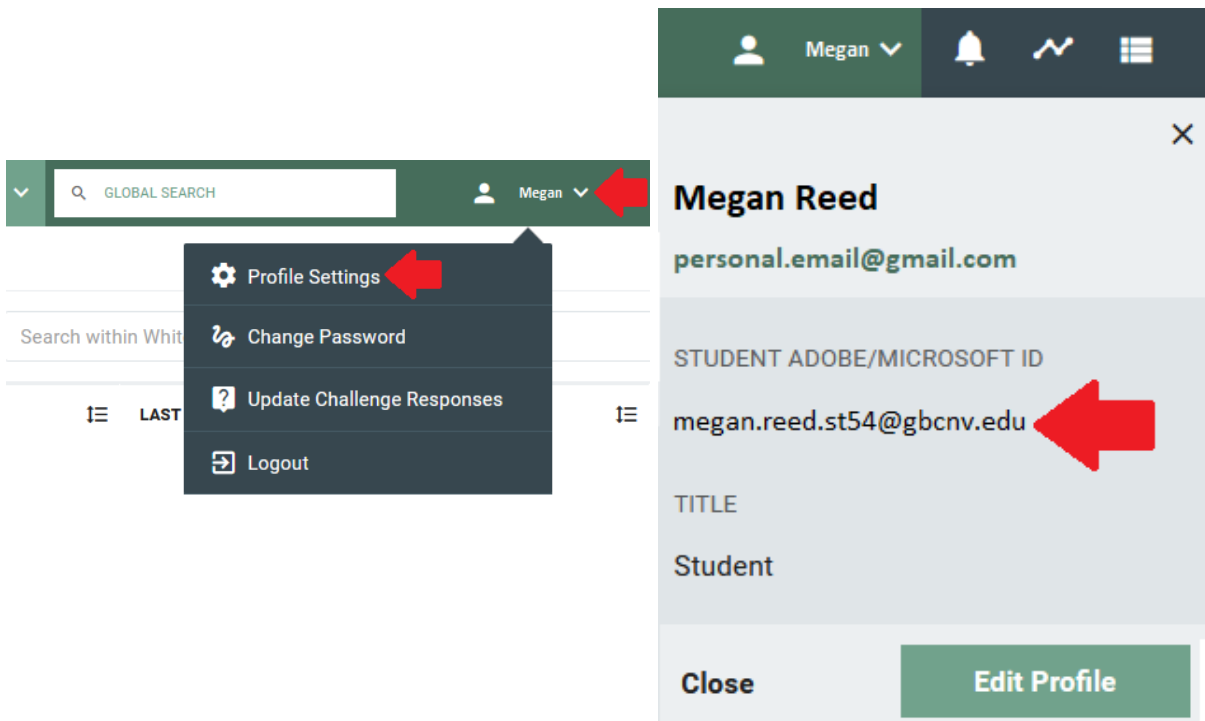 GLOBAL SEARCH
Megan
Profile Settings
Search within Whit
Change Password
LAST
Update Challenge Responses
Logout
Megan
Megan Reed
personal.email@gmail.com
STUDENT ADOBE/MICROSOFT ID
megan.reed.st54@gbcnv.edu
TITLE
Student
Close
Edit Profile